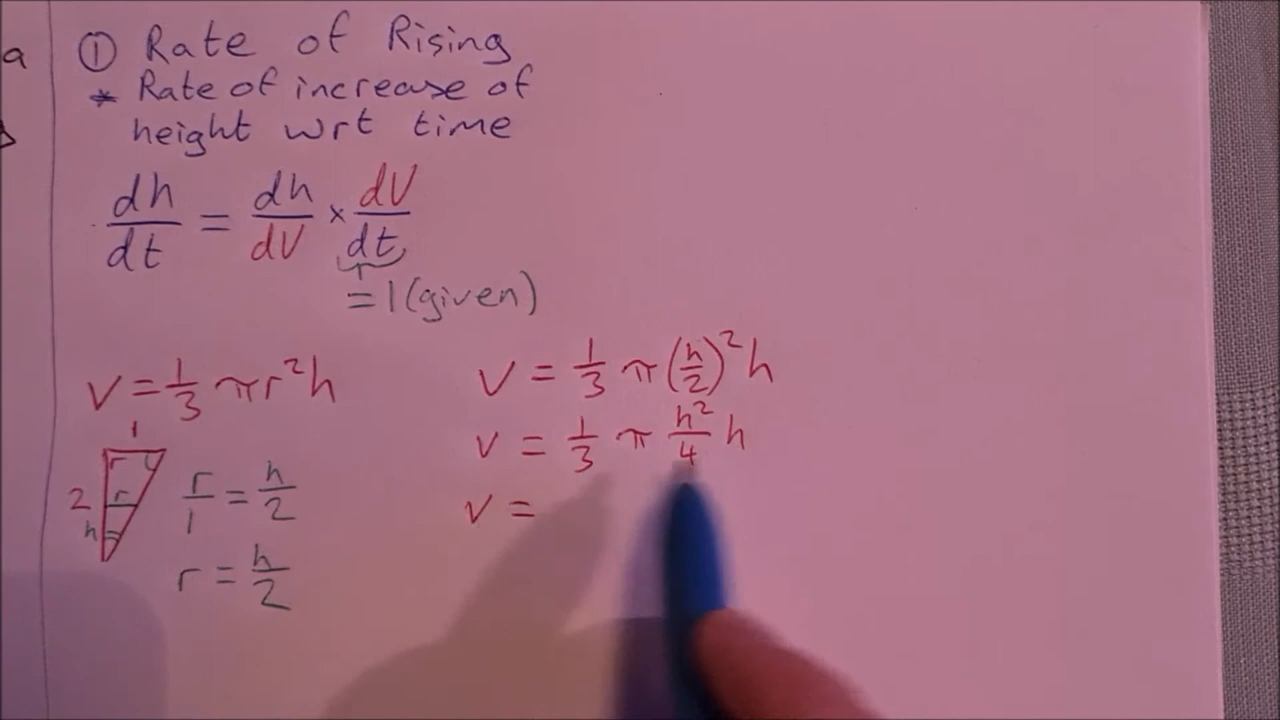 a
① Rate of Rising
* Rate of increase of
height wrt time
dh/dt = dh/dV × dV/dt
= 1 (given)
V = 1/3 πr²h
1
r
2 r
h
r/1 = h/2
r = h/2
V = 1/3 π(h/2)²h
V = 1/3 π h²/4 h
V =